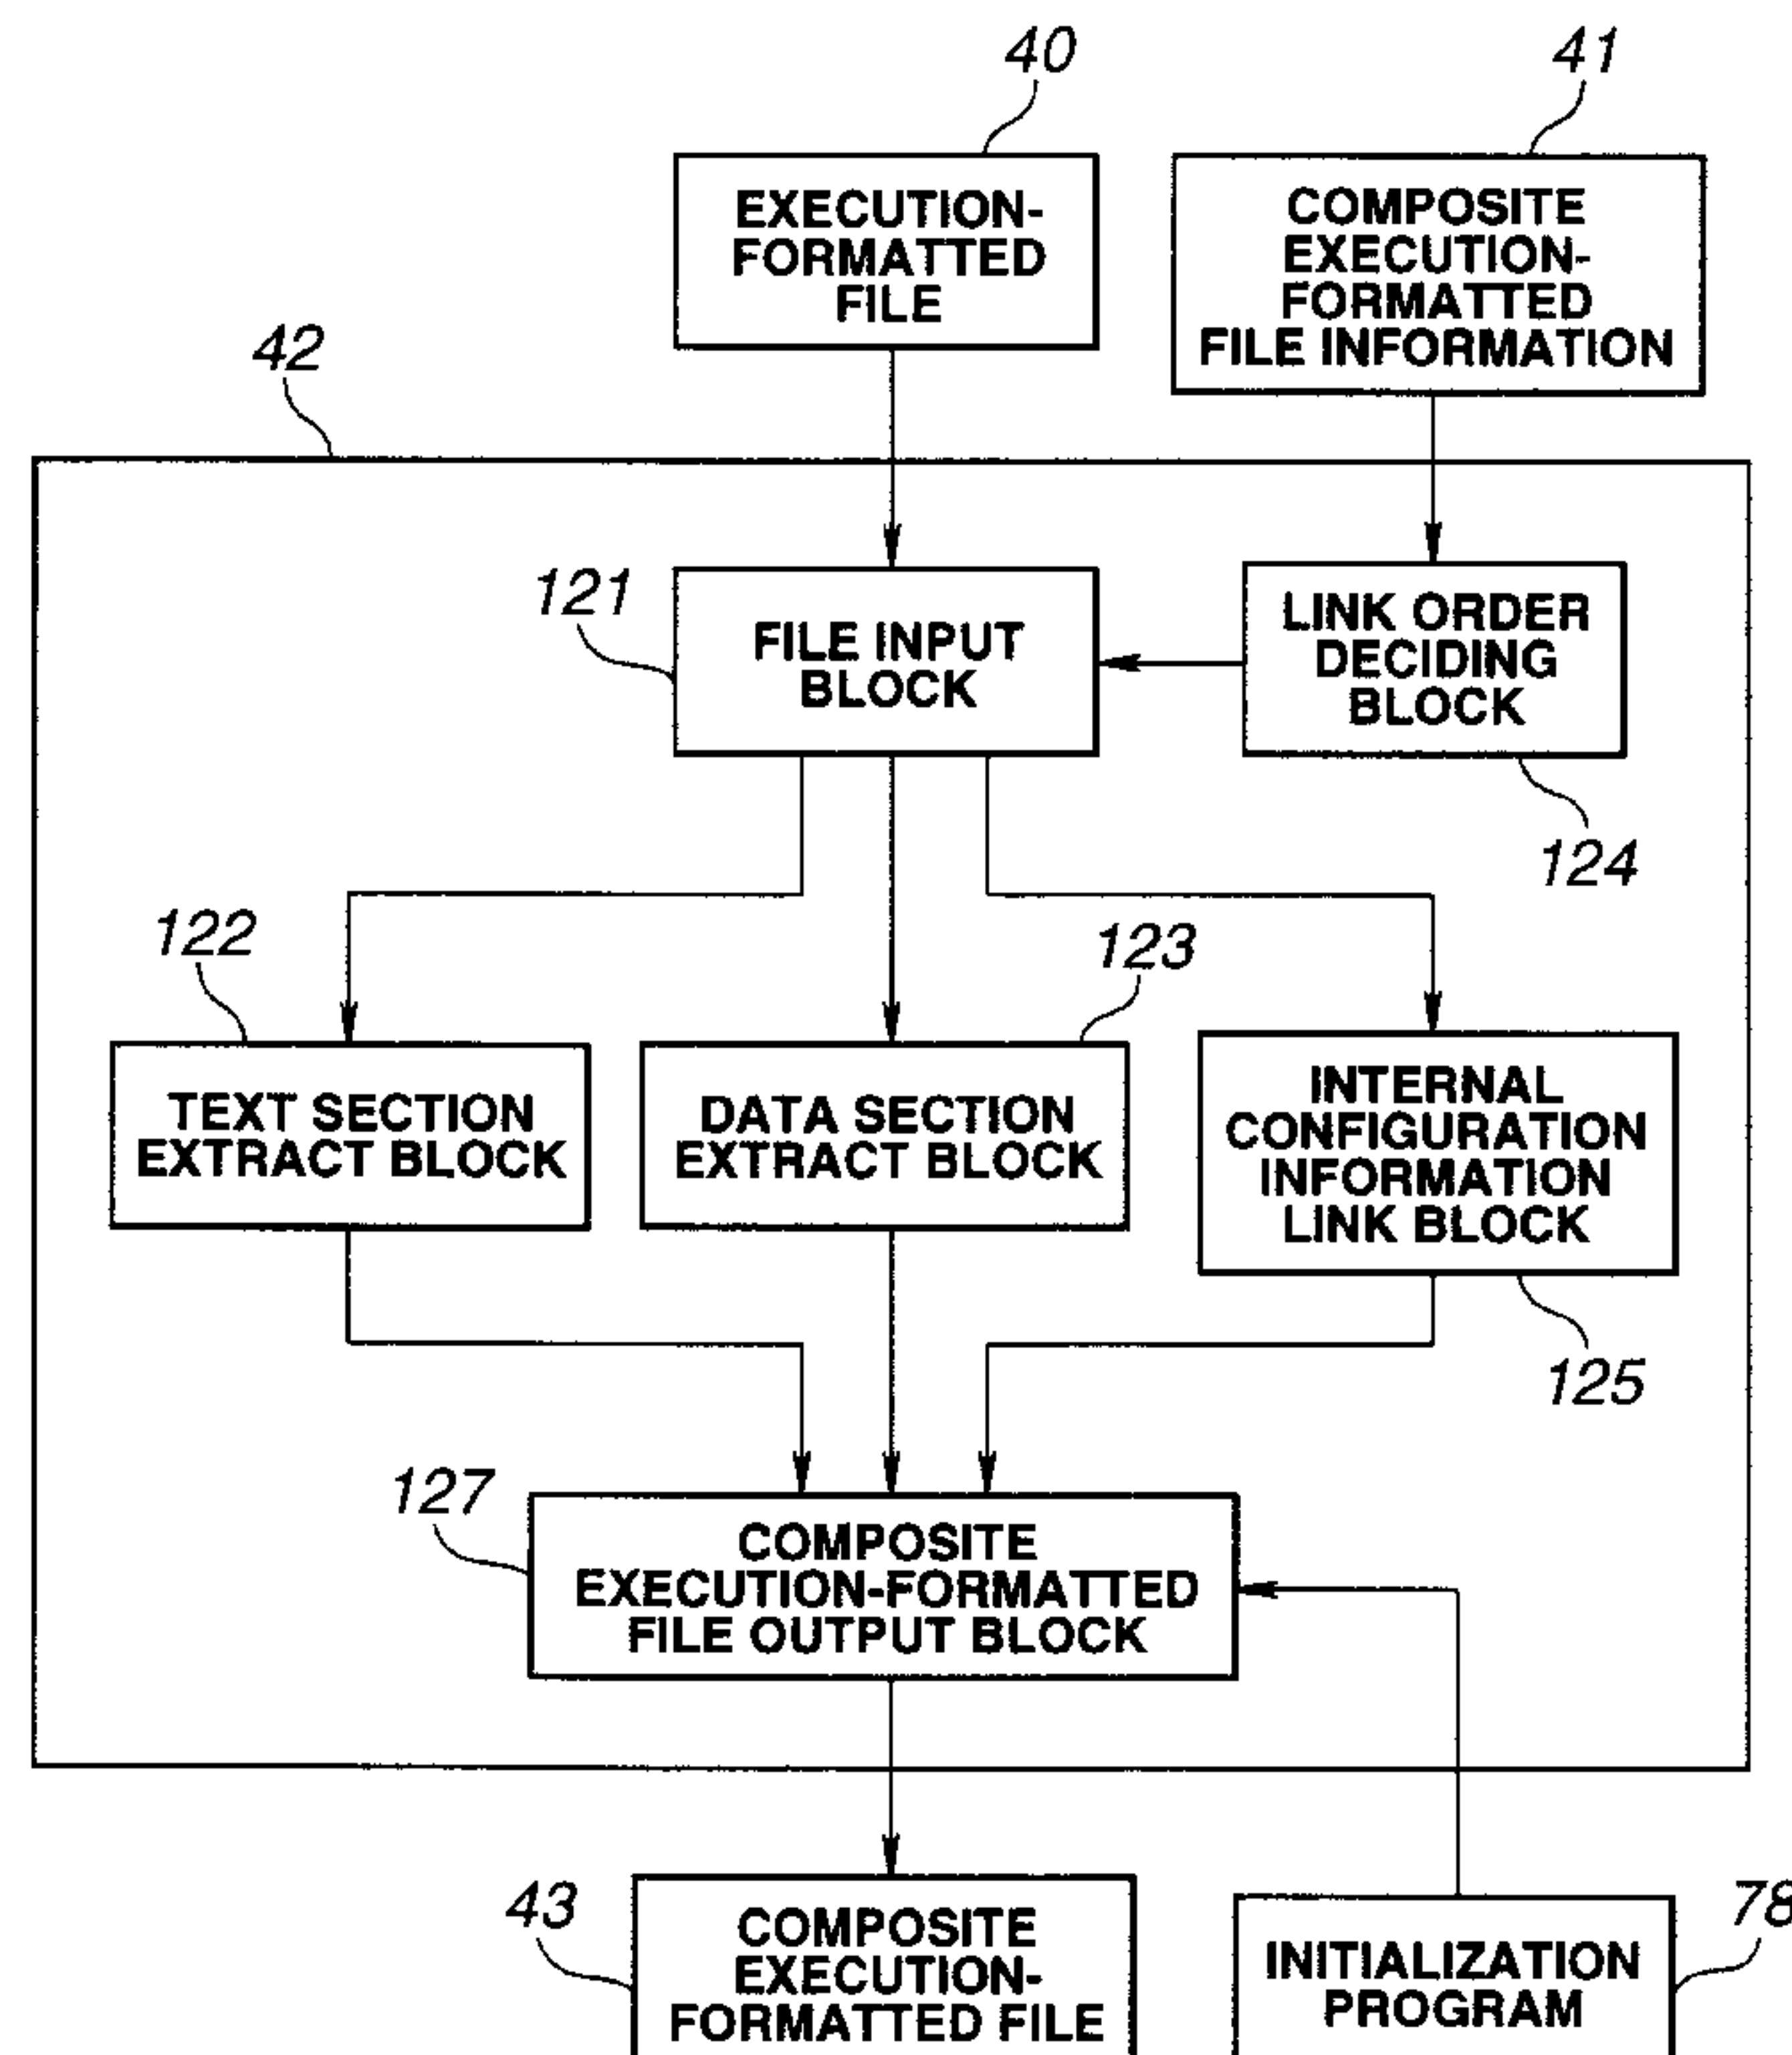 40
41
EXECUTION-
FORMATTED
FILE
COMPOSITE
EXECUTION-
FORMATTED
FILE INFORMATION
42
121
FILE INPUT
BLOCK
LINK ORDER
DECIDING
BLOCK
124
122
123
TEXT SECTION
EXTRACT BLOCK
DATA SECTION
EXTRACT BLOCK
INTERNAL
CONFIGURATION
INFORMATION
LINK BLOCK
125
127
COMPOSITE
EXECUTION-FORMATTED
FILE OUTPUT BLOCK
43
COMPOSITE
EXECUTION-
FORMATTED FILE
INITIALIZATION
PROGRAM
78